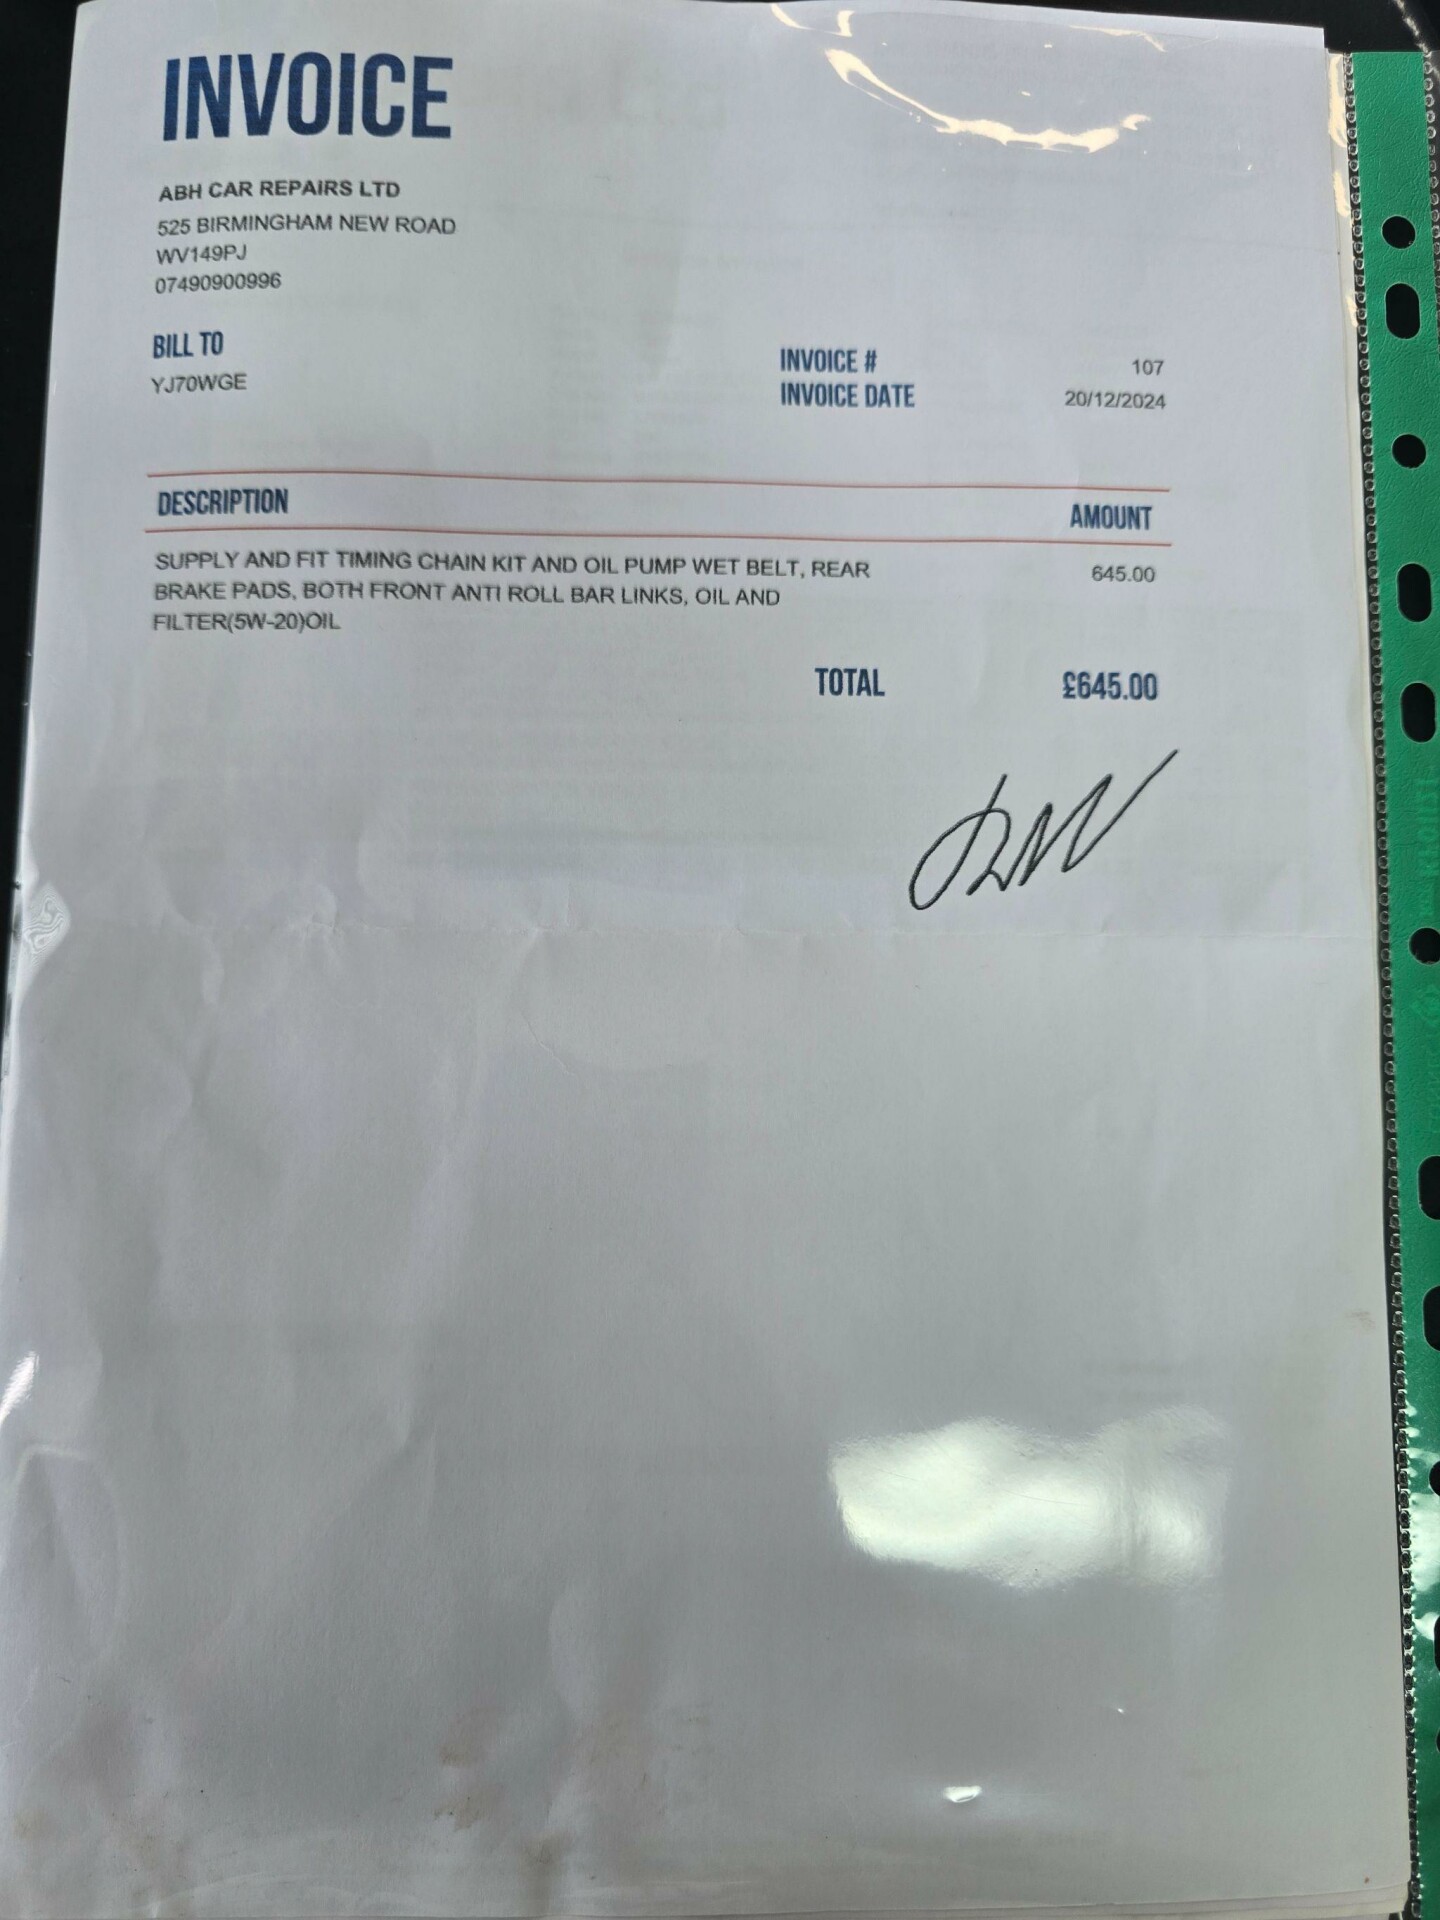 INVOICE
ABH CAR REPAIRS LTD
525 BIRMINGHAM NEW ROAD
WV149PJ
07490900996
BILL TO
YJ70WGE
INVOICE # 107
INVOICE DATE 20/12/2024
DESCRIPTION AMOUNT
SUPPLY AND FIT TIMING CHAIN KIT AND OIL PUMP WET BELT, REAR 645.00
BRAKE PADS, BOTH FRONT ANTI ROLL BAR LINKS, OIL AND
FILTER(5W-20)OIL
TOTAL £645.00